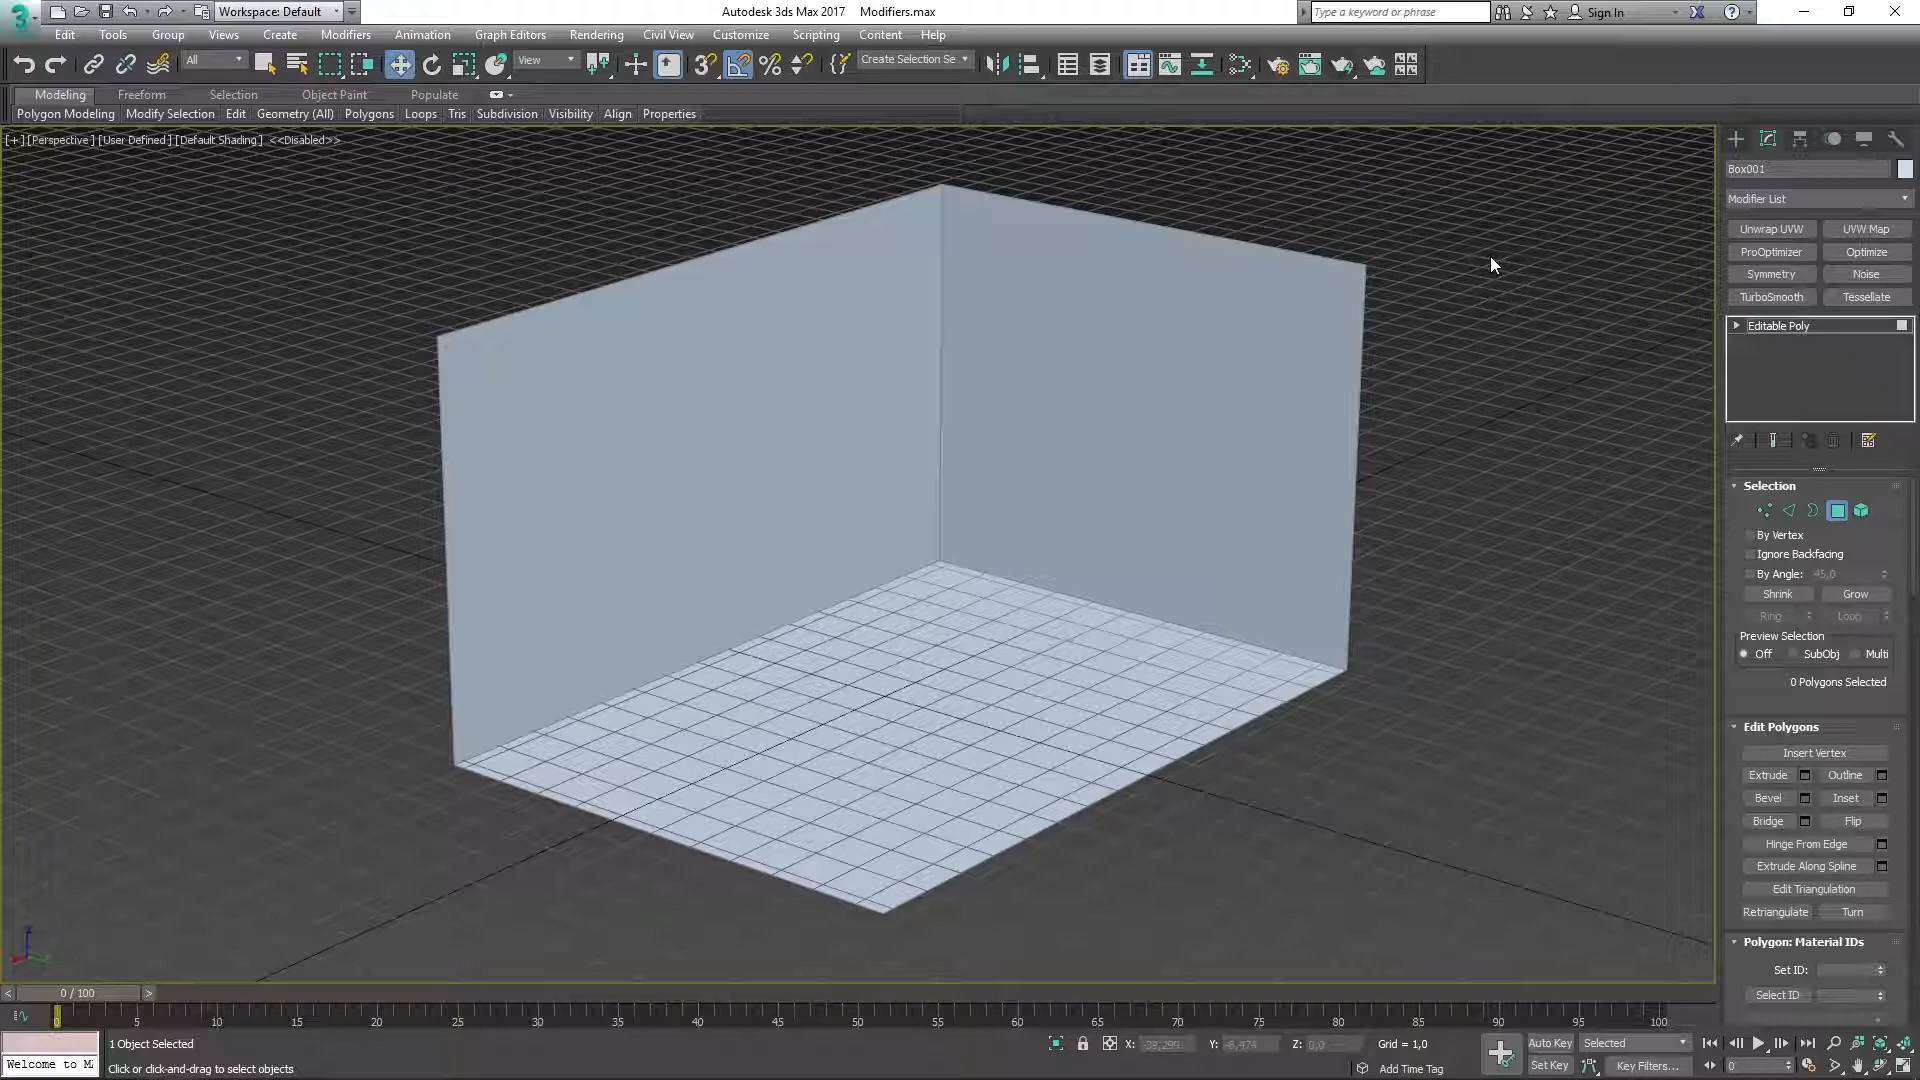 Workspace: Default
Autodesk 3ds Max 2017    Modifiers.max
Type a keyword or phrase
Sign In
Edit Tools Group Views Create Modifiers Animation Graph Editors Rendering Civil View Customize Scripting Content Help
All
View
Create Selection Se
Modeling Freeform Selection Object Paint Populate
Polygon Modeling Modify Selection Edit Geometry (All) Polygons Loops Tris Subdivision Visibility Align Properties
[+] [Perspective] [User Defined] [Default Shading] <<Disabled>>
Box001
Modifier List
Unwrap UVW UVW Map
ProOptimizer Optimize
Symmetry Noise
TurboSmooth Tessellate
Editable Poly
Selection
By Vertex
Ignore Backfacing
By Angle: 45,0
Shrink Grow
Ring Loop
Preview Selection
Off SubObj Multi
0 Polygons Selected
Edit Polygons
Insert Vertex
Extrude Outline
Bevel Inset
Bridge Flip
Hinge From Edge
Extrude Along Spline
Edit Triangulation
Retriangulate Turn
Polygon: Material IDs
Set ID:
Select ID
< 0 / 100 >
0 5 10 15 20 25 30 35 40 45 50 55 60 65 70 75 80 85 90 95 100
1 Object Selected
X: Y: -8,474 Z: 0,0 Grid = 1,0
Auto Key Selected
Welcome to M
Click or click-and-drag to select objects
Add Time Tag
Set Key Key Filters... 0